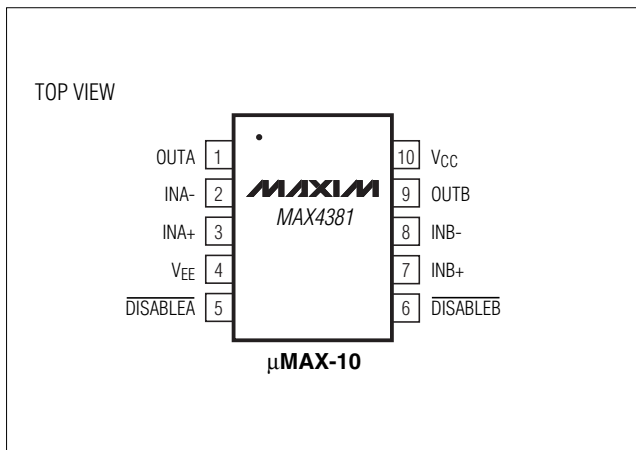 TOP VIEW
OUTA 1 10 VCC
MAXIM
INA- 2 9 OUTB
MAX4381
INA+ 3 8 INB-
VEE 4 7 INB+
DISABLEA 5 6 DISABLEB
μMAX-10